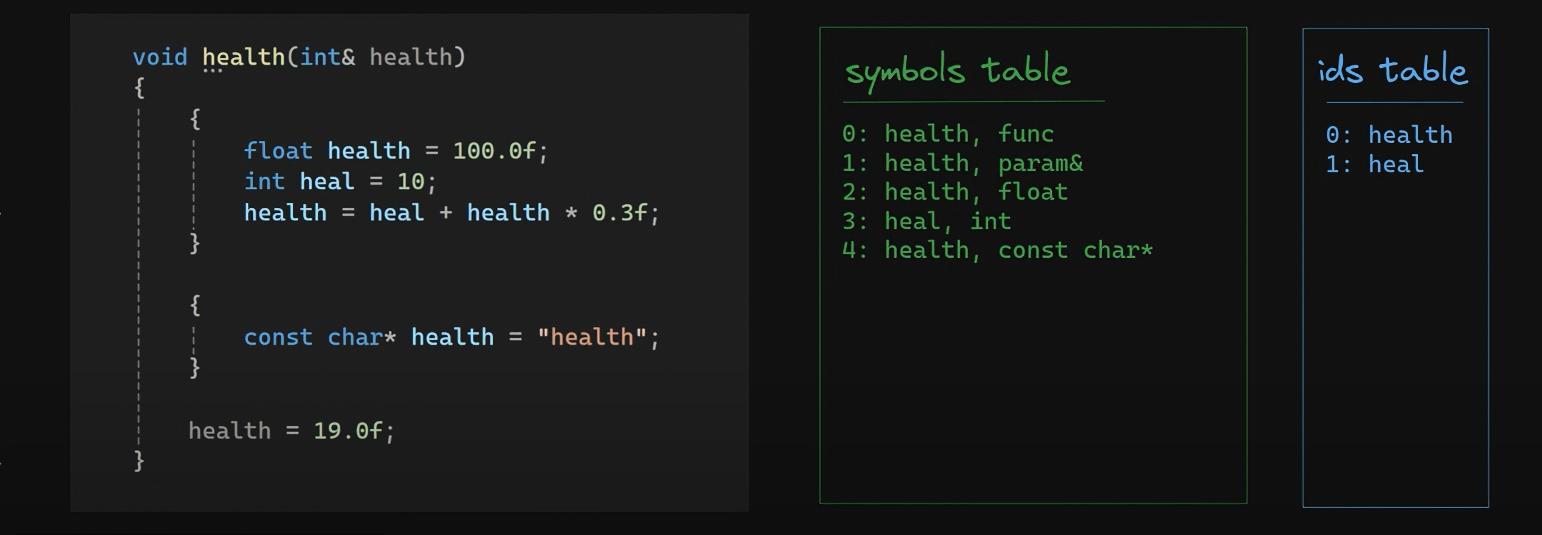 void health(int& health)
{
{
float health = 100.0f;
int heal = 10;
health = heal + health * 0.3f;
}
{
const char* health = "health";
}
health = 19.0f;
}
symbols table
0: health, func
1: health, param&
2: health, float
3: heal, int
4: health, const char*
ids table
0: health
1: heal